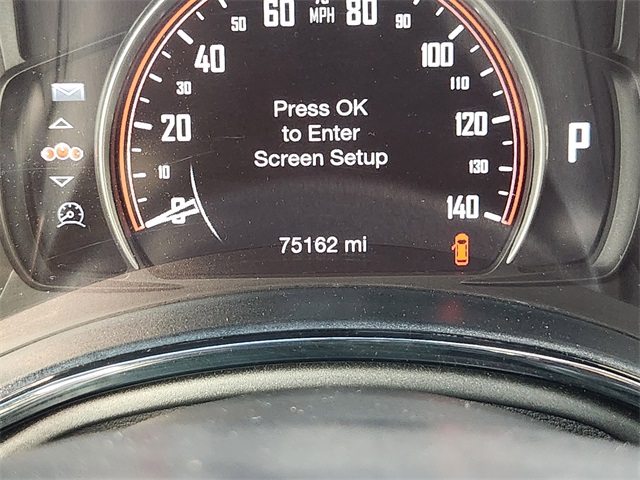 60 MPH 80
50 90
40 100
30 110
Press OK
to Enter
Screen Setup
20 120 P
10 130
0 140
75162 mi